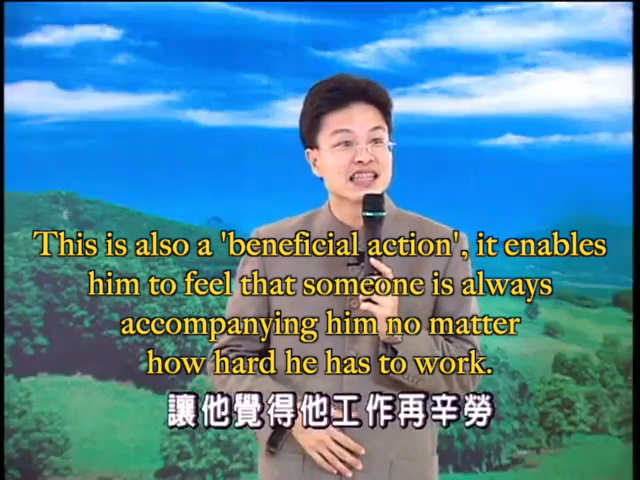 This is also a 'beneficial action', it enables
him to feel that someone is always
accompanying him no matter
how hard he has to work.
讓他覺得他工作再辛勞